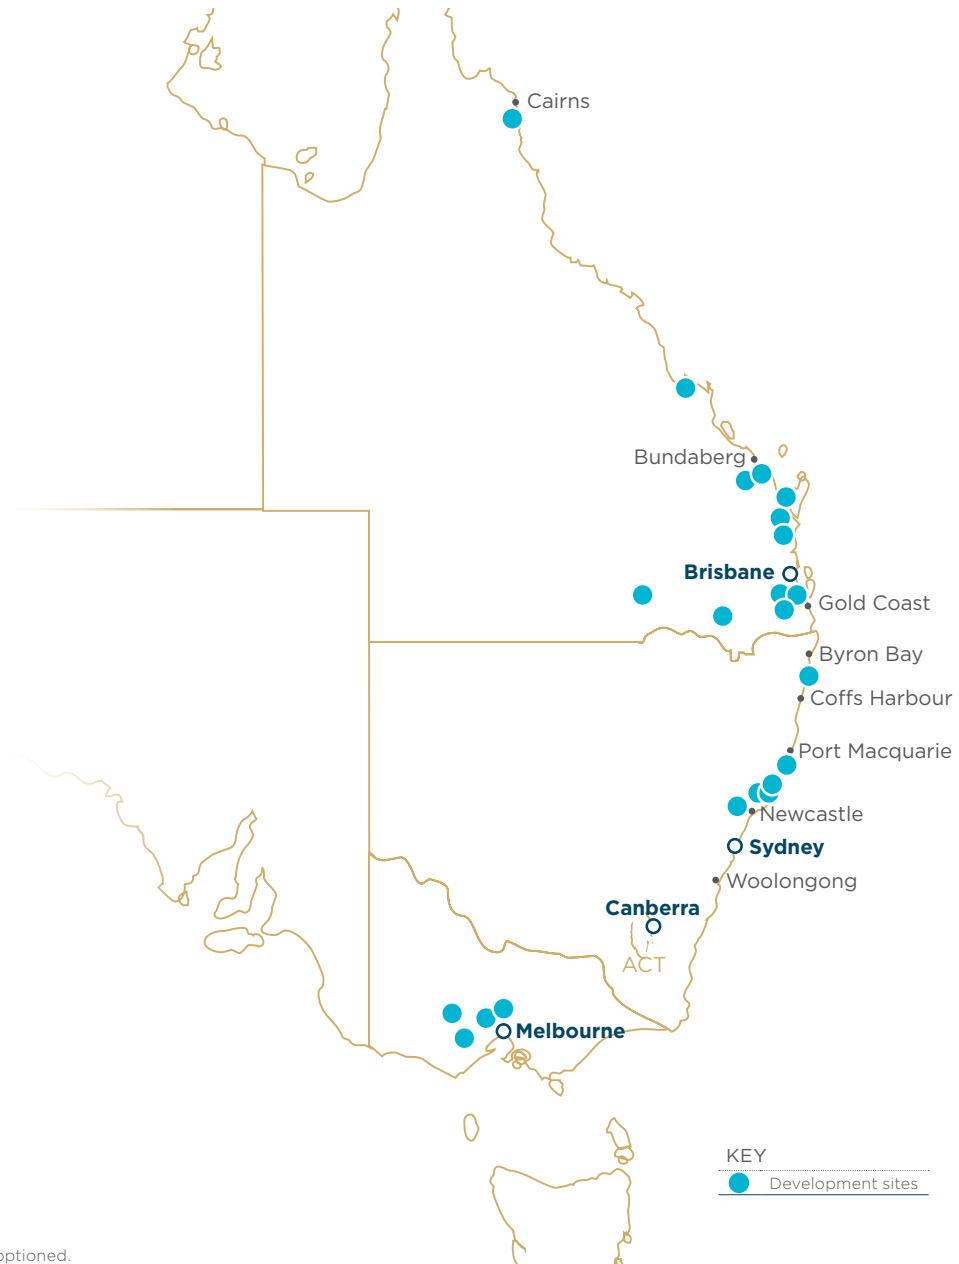 Cairns
Bundaberg
Brisbane
Gold Coast
Byron Bay
Coffs Harbour
Port Macquarie
Newcastle
Sydney
Woolongong
Canberra
ACT
Melbourne
KEY
Development sites
optioned.